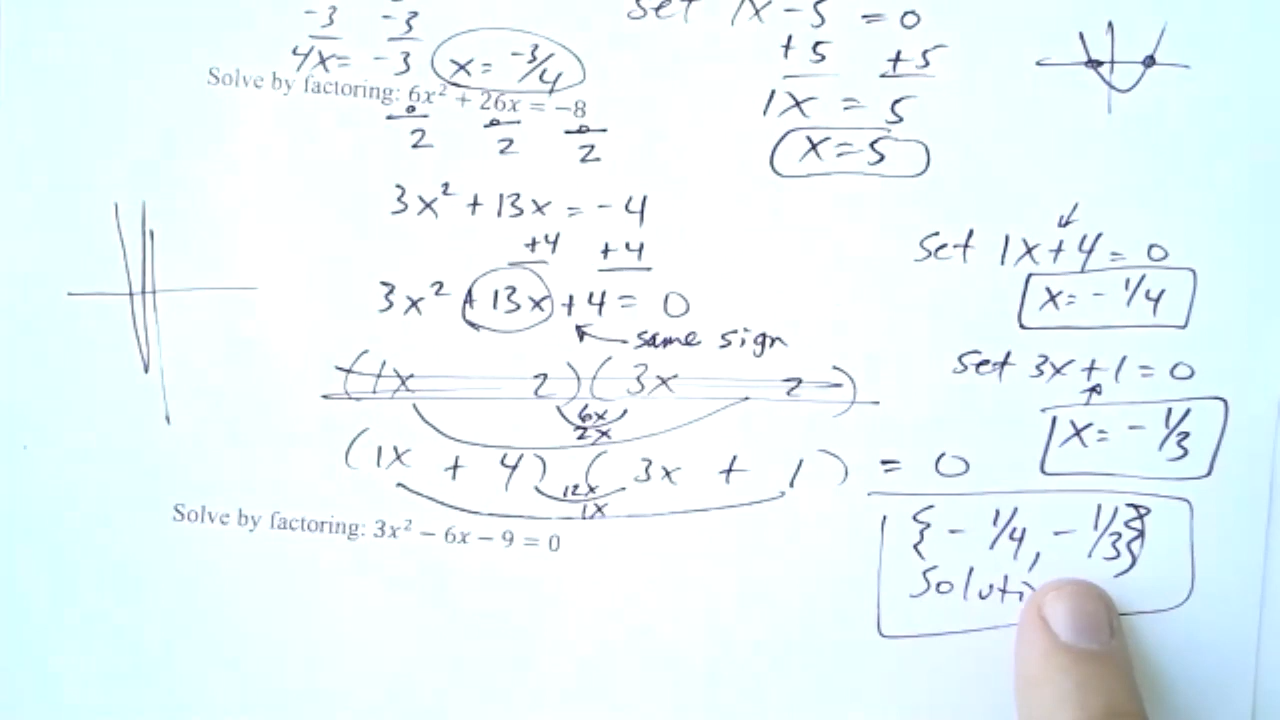 -3 -3
4x = -3 x = -3/4
Set 1x - 5 = 0
+5 +5
1x = 5
x = 5
Solve by factoring: 6x² + 26x = -8
2 2 2
3x² + 13x = -4
+4 +4
3x² + 13x + 4 = 0
same sign
(1x 2)(3x 2)
6x
2x
(1x + 4)(3x + 1) = 0
12x
1x
Set 1x + 4 = 0
x = - 1/4
Set 3x + 1 = 0
x = - 1/3
{- 1/4, - 1/3}
Solve by factoring: 3x² − 6x − 9 = 0